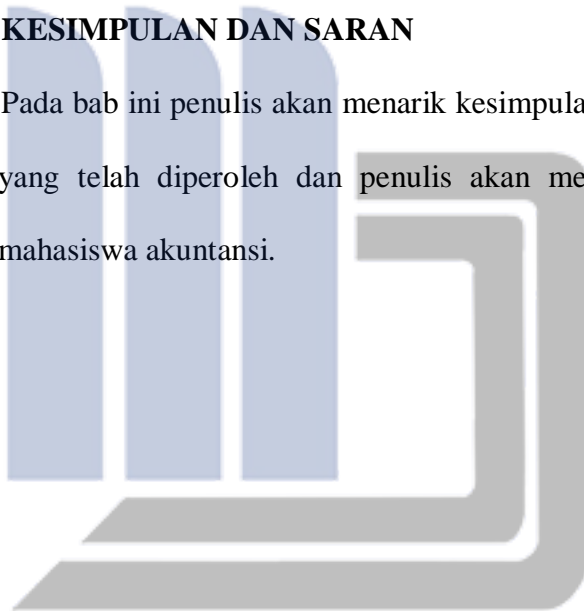 KESIMPULAN DAN SARAN
Pada bab ini penulis akan menarik kesimpula
yang telah diperoleh dan penulis akan me
mahasiswa akuntansi.